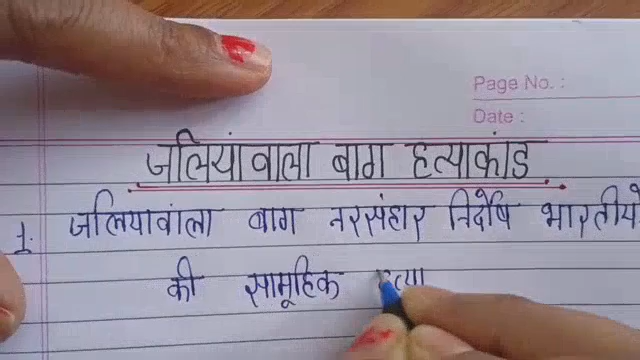 Page No. :
Date :
जलियांवाला बाग हत्याकांड
1. जलियावांला बाग नरसंहार निर्दोष भारतीयो
की सामूहिक हत्या